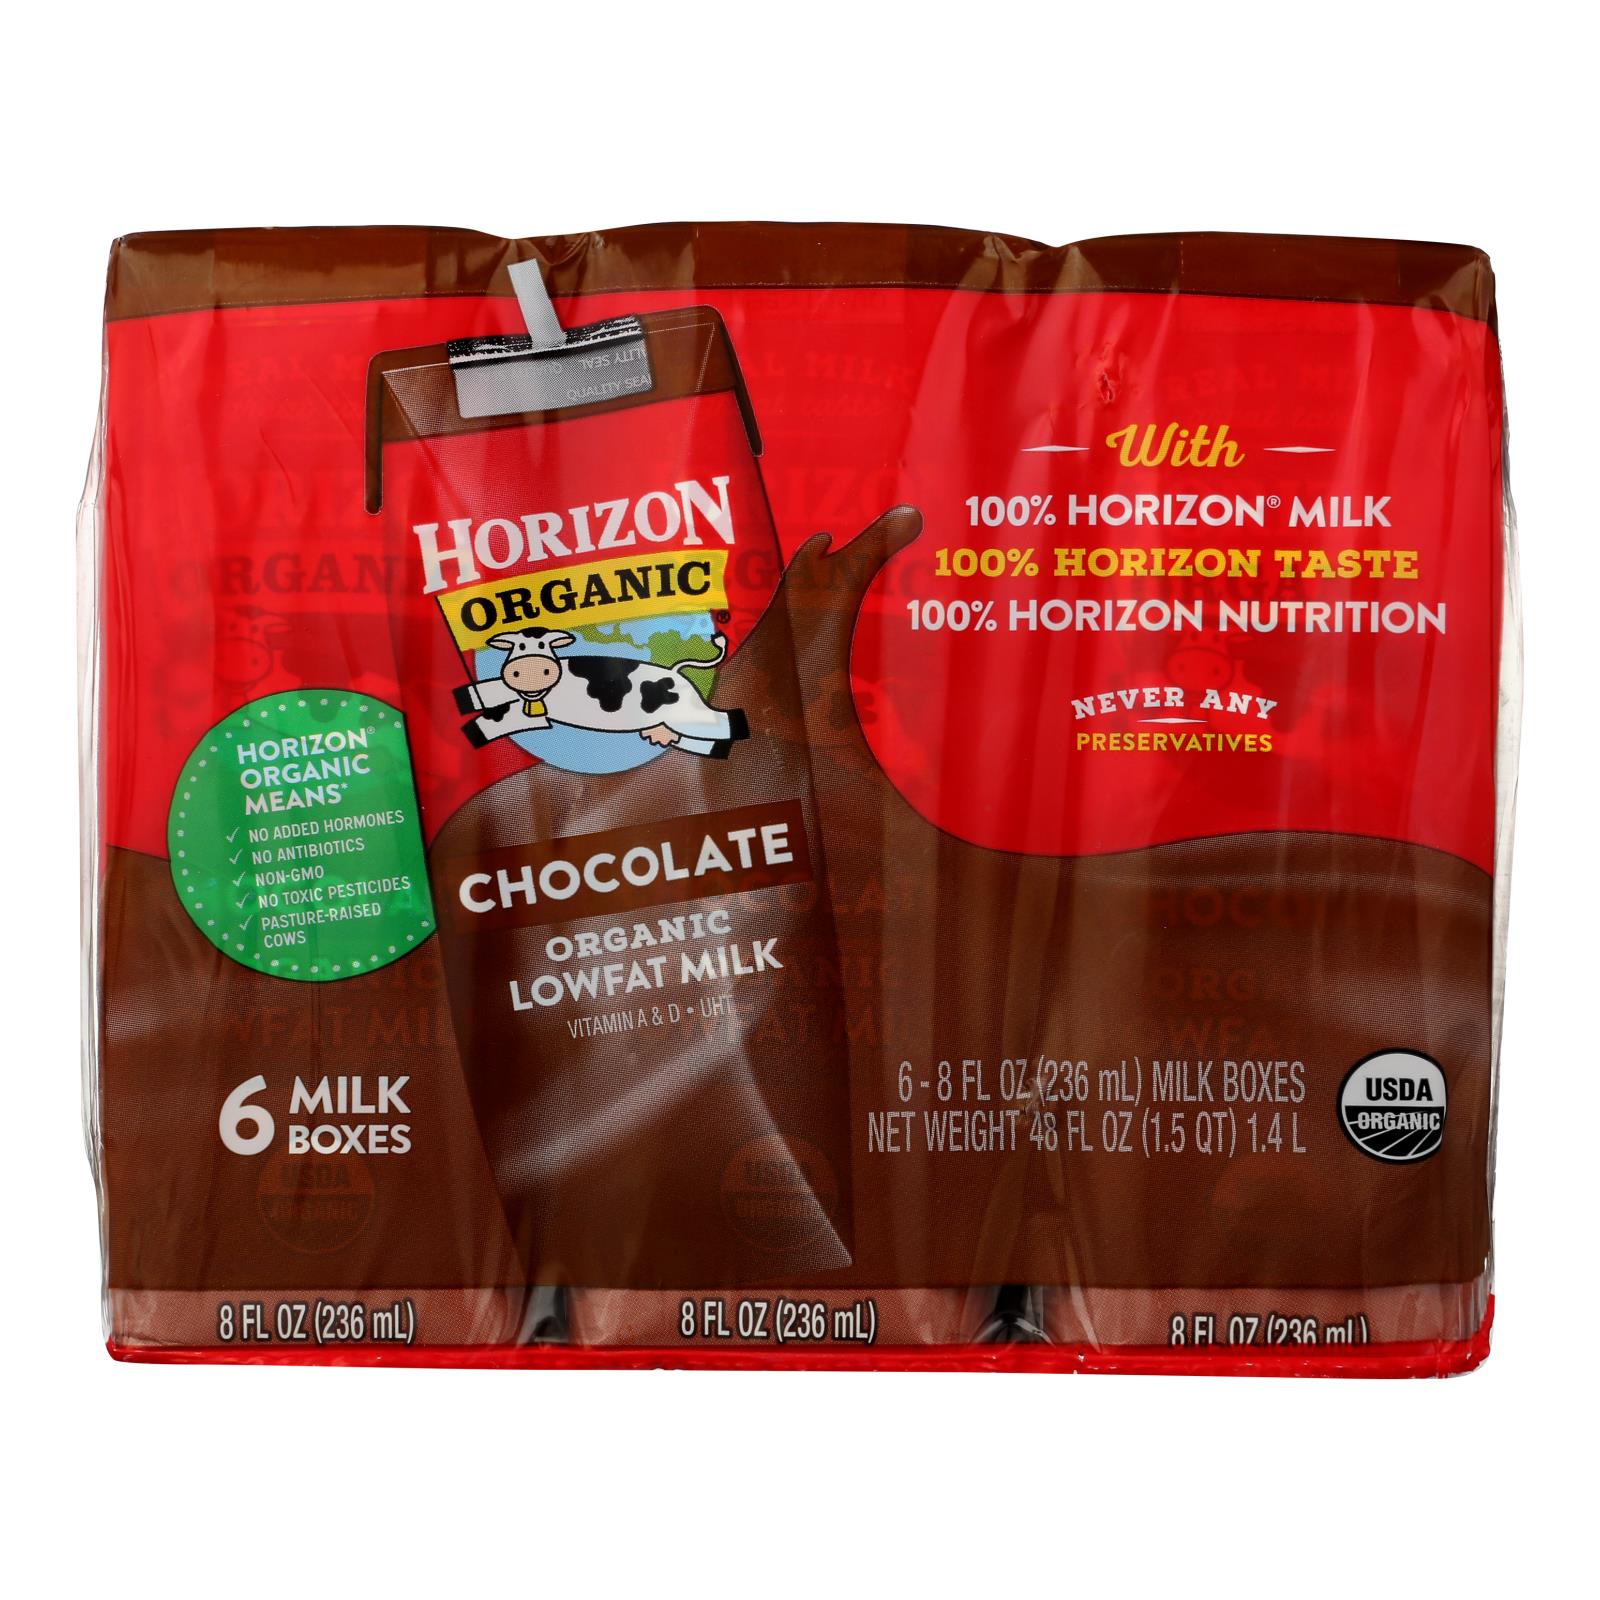 QUALITY SEAL
HORIZON
ORGANIC®
With
100% HORIZON® MILK
100% HORIZON TASTE
100% HORIZON NUTRITION
NEVER ANY
PRESERVATIVES
HORIZON®
ORGANIC
MEANS*
✓ NO ADDED HORMONES
✓ NO ANTIBIOTICS
✓ NON-GMO
✓ NO TOXIC PESTICIDES
✓ PASTURE-RAISED
COWS
CHOCOLATE
ORGANIC
LOWFAT MILK
VITAMIN A & D • UHT
6 MILK
BOXES
6 - 8 FL OZ (236 mL) MILK BOXES
NET WEIGHT 48 FL OZ (1.5 QT) 1.4 L
USDA
ORGANIC
8 FL OZ (236 mL)
8 FL OZ (236 mL)
8 FL OZ (236 mL)